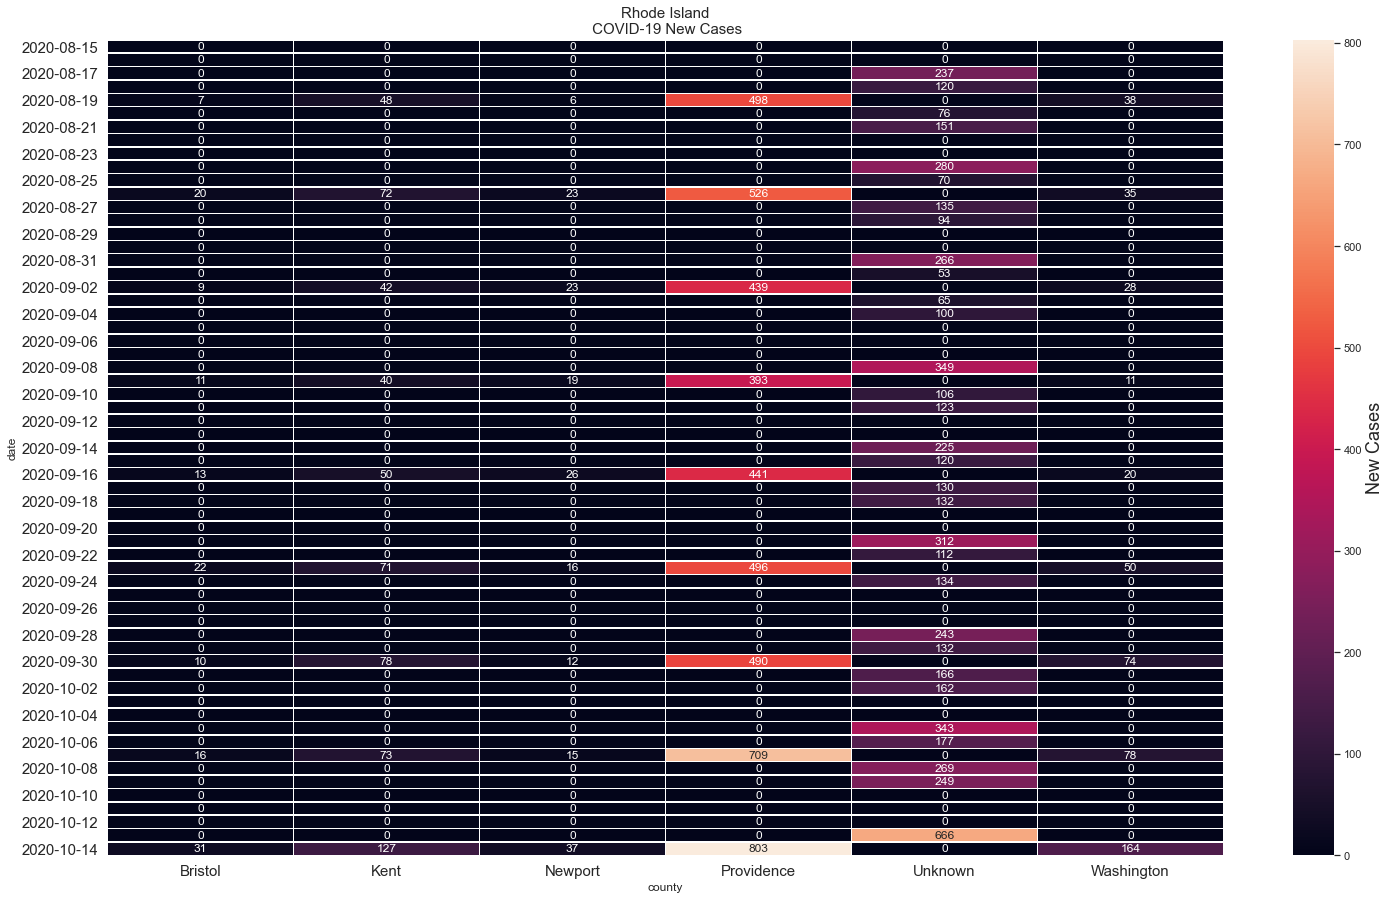 Rhode Island
COVID-19 New Cases
2020-08-15 0 0 0 0 0 0
0 0 0 0 0 0
2020-08-17 0 0 0 0 237 0
0 0 0 0 120 0
2020-08-19 7 48 6 498 0 38
0 0 0 0 76 0
2020-08-21 0 0 0 0 151 0
0 0 0 0 0 0
2020-08-23 0 0 0 0 0 0
0 0 0 0 280 0
2020-08-25 0 0 0 0 70 0
20 72 23 526 0 35
2020-08-27 0 0 0 0 135 0
0 0 0 0 94 0
2020-08-29 0 0 0 0 0 0
0 0 0 0 0 0
2020-08-31 0 0 0 0 266 0
0 0 0 0 53 0
2020-09-02 9 42 23 439 0 28
0 0 0 0 65 0
2020-09-04 0 0 0 0 100 0
0 0 0 0 0 0
2020-09-06 0 0 0 0 0 0
0 0 0 0 0 0
2020-09-08 0 0 0 0 349 0
11 40 19 393 0 11
2020-09-10 0 0 0 0 106 0
0 0 0 0 123 0
2020-09-12 0 0 0 0 0 0
0 0 0 0 0 0
2020-09-14 0 0 0 0 225 0
0 0 0 0 120 0
2020-09-16 13 50 26 441 0 20
0 0 0 0 130 0
2020-09-18 0 0 0 0 132 0
0 0 0 0 0 0
2020-09-20 0 0 0 0 0 0
0 0 0 0 312 0
2020-09-22 0 0 0 0 112 0
22 71 16 496 0 50
2020-09-24 0 0 0 0 134 0
0 0 0 0 0 0
2020-09-26 0 0 0 0 0 0
0 0 0 0 0 0
2020-09-28 0 0 0 0 243 0
0 0 0 0 132 0
2020-09-30 10 78 12 490 0 74
0 0 0 0 166 0
2020-10-02 0 0 0 0 162 0
0 0 0 0 0 0
2020-10-04 0 0 0 0 0 0
0 0 0 0 343 0
2020-10-06 0 0 0 0 177 0
16 73 15 709 0 78
2020-10-08 0 0 0 0 269 0
0 0 0 0 249 0
2020-10-10 0 0 0 0 0 0
0 0 0 0 0 0
2020-10-12 0 0 0 0 0 0
0 0 0 0 666 0
2020-10-14 31 127 37 803 0 164
Bristol Kent Newport Providence Unknown Washington
county
date
800
700
600
500
400
300
200
100
0
New Cases